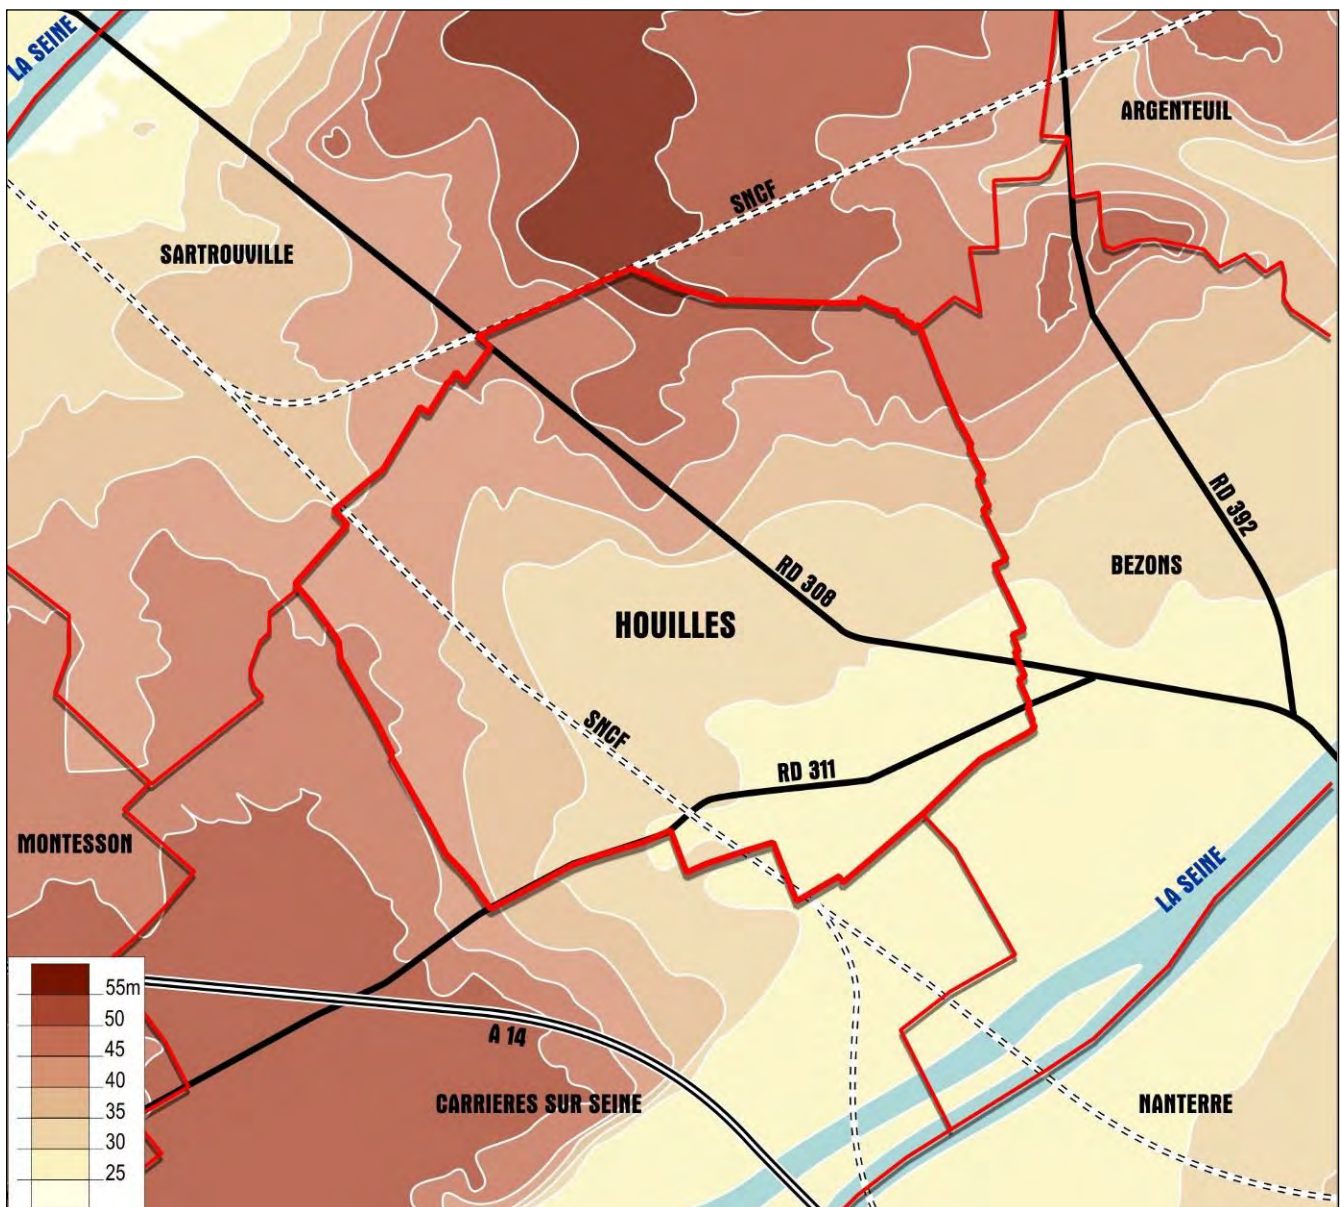 LA SEINE
ARGENTEUIL
SNCF
SARTROUVILLE
RD 392
BEZONS
RD 308
HOUILLES
SNCF
RD 311
MONTESSON
LA SEINE
55m
50
45
40
35
30
25
A 14
CARRIERES SUR SEINE
NANTERRE